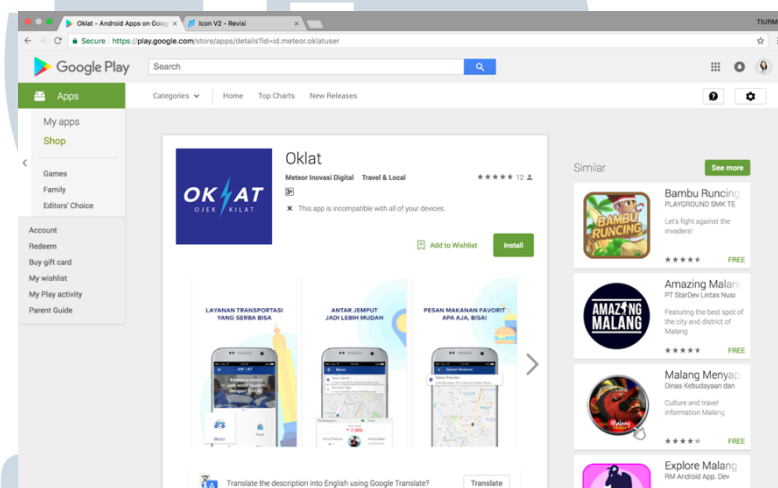 Oklat - Android Apps on Goog
Icon V2 - Revisi
TIURM
Secure
https://play.google.com/store/apps/details?id=id.meteor.oklatuser
Google Play
Search
Apps
Categories
Home
Top Charts
New Releases
My apps
Shop
Games
Family
Editors' Choice
Account
Redeem
Buy gift card
My wishlist
My Play activity
Parent Guide
OK AT
OJEK KILAT
Oklat
Meteor Inovasi Digital Travel & Local
12
This app is incompatible with all of your devices.
Add to Wishlist
Install
LAYANAN TRANSPORTASI
YANG SERBA BISA
ANTAR JEMPUT
JADI LEBIH MUDAH
PESAN MAKANAN FAVORIT
APA AJA, BISA!
Translate the description into English using Google Translate?
Translate
Similar
See more
BAMBU
RUNCING
Bambu Runcing
PLAYGROUND SMK TE
Let's fight against the
invaders!
FREE
AMAZING
MALANG
Amazing Malang
PT StarDev Lintas Nusi
Featuring the best spot of
the city and district of
Malang
FREE
Malang Menyap
Dinas Kebudayaan dan
Culture and travel
information Malang
FREE
Explore Malang
RM Android App. Dev